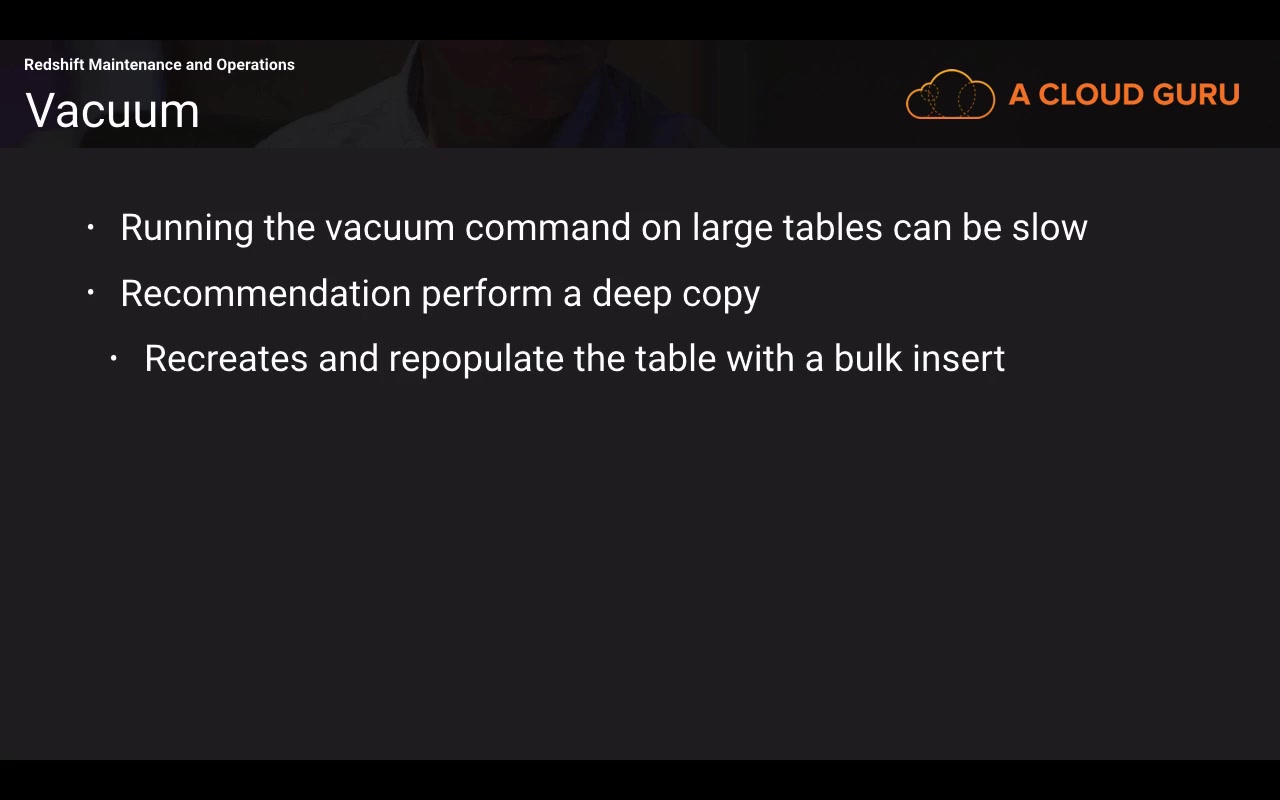 Redshift Maintenance and Operations
Vacuum
A CLOUD GURU
· Running the vacuum command on large tables can be slow
· Recommendation perform a deep copy
· Recreates and repopulate the table with a bulk insert